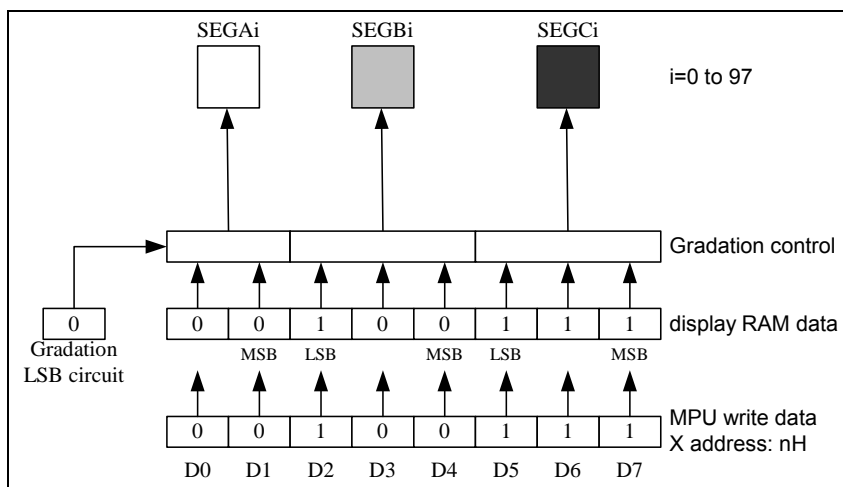 SEGAi SEGBi SEGCi
i=0 to 97
Gradation control
0 0 0 1 0 0 1 1 1 display RAM data
Gradation
LSB circuit
MSB LSB MSB LSB MSB
0 0 1 0 0 1 1 1 MPU write data
X address: nH
D0 D1 D2 D3 D4 D5 D6 D7